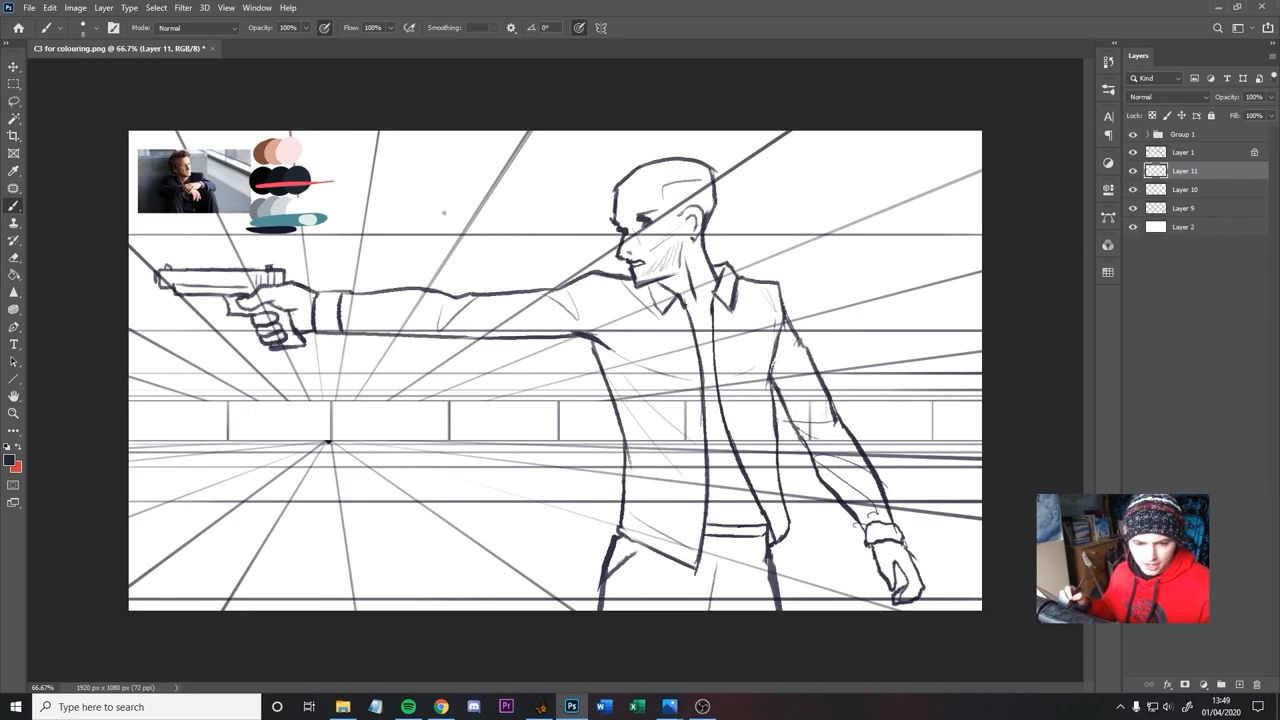 Ps File Edit Image Layer Type Select Filter 3D View Window Help
8 Mode: Normal Opacity: 100% Flow: 100% Smoothing: 0°
C3 for colouring.png @ 66.7% (Layer 11, RGB/8) *
Layers
Kind
Normal Opacity: 100%
Lock: Fill: 100%
Group 1
Layer 1
Layer 11
Layer 10
Layer 9
Layer 2
66.67% 1920 px x 1080 px (72 ppi)
Type here to search
13:49
01/04/2020